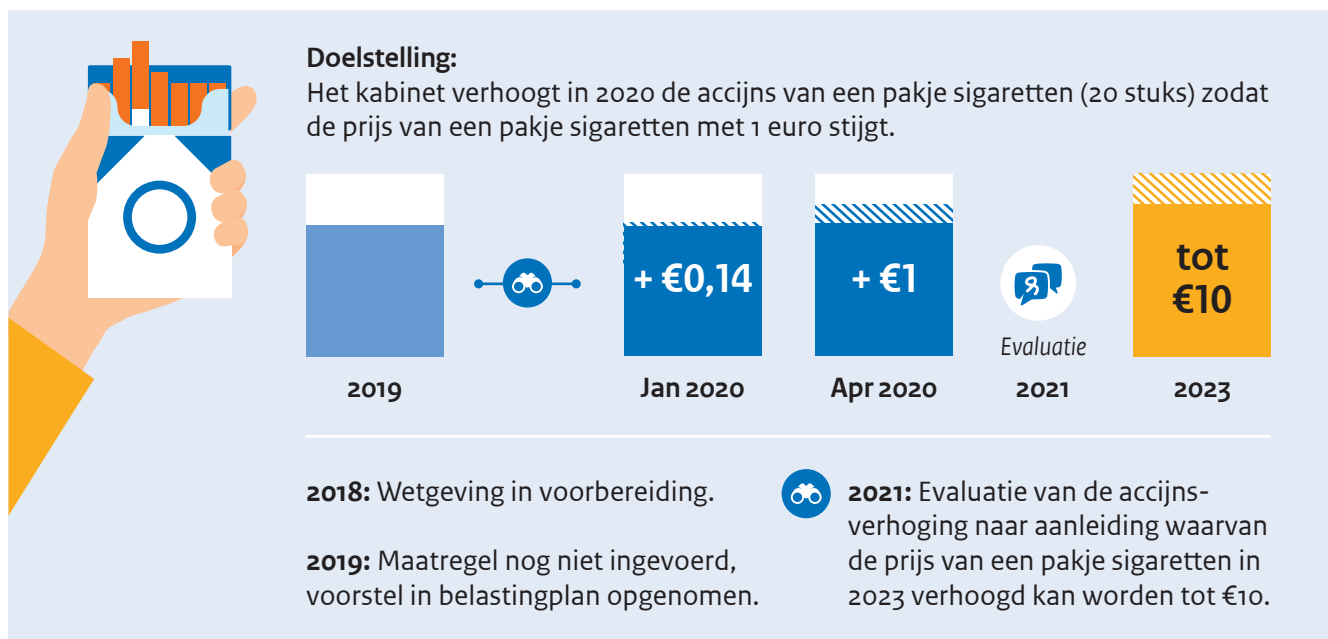 Doelstelling:
Het kabinet verhoogt in 2020 de accijns van een pakje sigaretten (20 stuks) zodat
de prijs van een pakje sigaretten met 1 euro stijgt.
+ €0,14
+ €1
tot
€10
Evaluatie
2019
Jan 2020
Apr 2020
2021
2023
2018: Wetgeving in voorbereiding.
2019: Maatregel nog niet ingevoerd,
voorstel in belastingplan opgenomen.
2021: Evaluatie van de accijns-
verhoging naar aanleiding waarvan
de prijs van een pakje sigaretten in
2023 verhoogd kan worden tot €10.